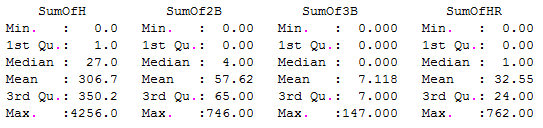 SumOfH SumOf2B SumOf3B SumOfHR
Min. : 0.0 Min. : 0.00 Min. : 0.000 Min. : 0.00
1st Qu.: 1.0 1st Qu.: 0.00 1st Qu.: 0.000 1st Qu.: 0.00
Median : 27.0 Median : 4.00 Median : 0.000 Median : 1.00
Mean : 306.7 Mean : 57.62 Mean : 7.118 Mean : 32.55
3rd Qu.: 350.2 3rd Qu.: 65.00 3rd Qu.: 7.000 3rd Qu.: 24.00
Max. :4256.0 Max. :746.00 Max. :147.000 Max. :762.00